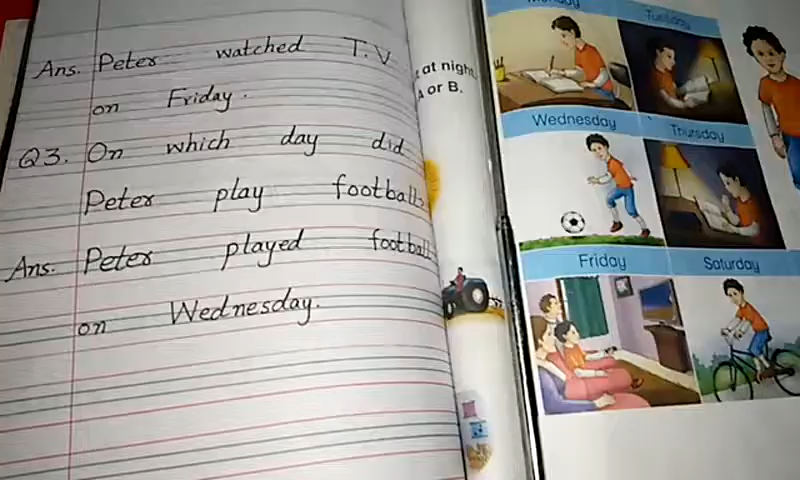 Ans. Peter watched T.V
on Friday.
Q3. On which day did
Peter play football?
Ans. Peter played football
on Wednesday.
at night.
A or B.
Monday
Tuesday
Wednesday
Thursday
Friday
Saturday